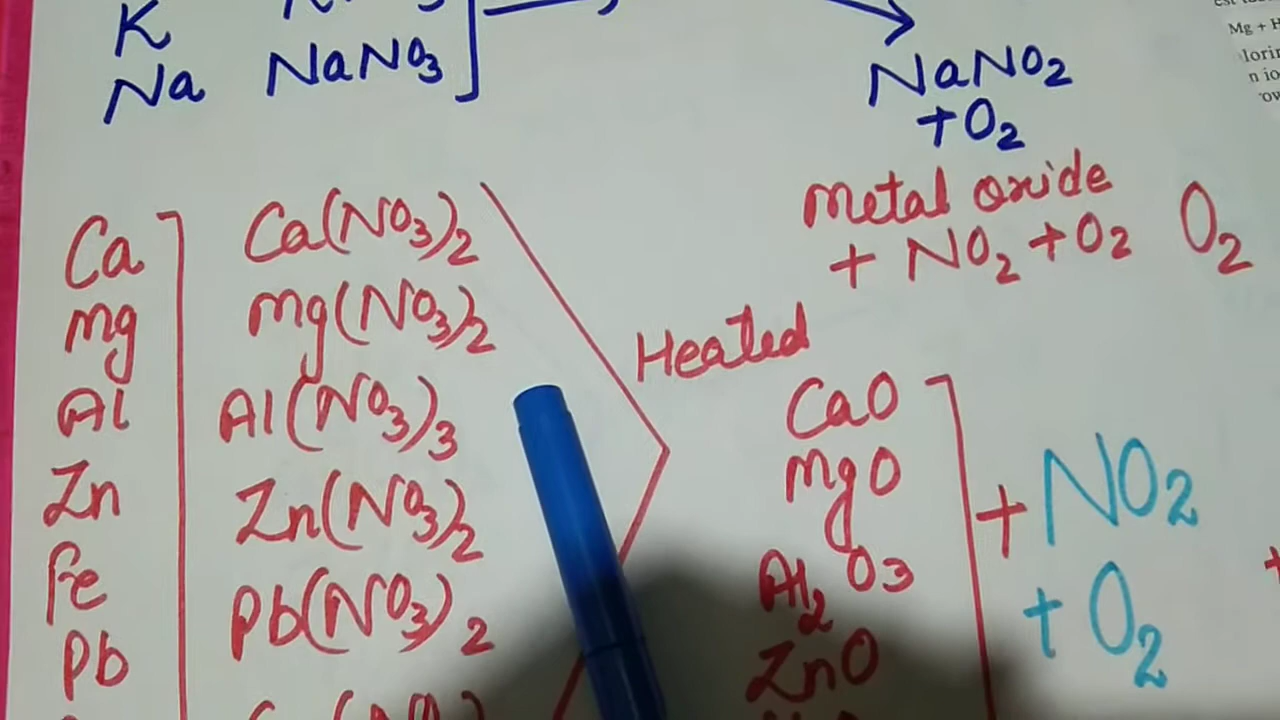 K
Na NaNO3
NaNO2
+O2
Metal oxide
+ NO2 + O2 O2
Ca Ca(NO3)2
Mg Mg(NO3)2
Heated
Al Al(NO3)3
CaO
Zn Zn(NO3)2
MgO + NO2
Fe Pb(NO3)2
Al2O3 + O2
Pb
ZnO
Mg + H